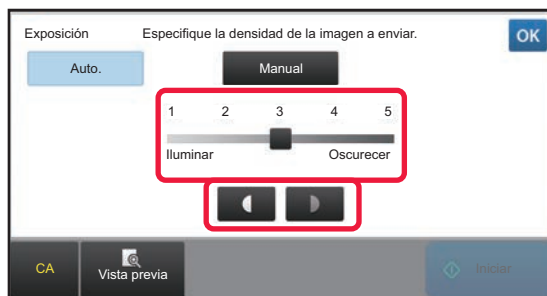 Exposición Especifique la densidad de la imagen a enviar. OK
Auto. Manual
1 2 3 4 5
Iluminar Oscurecer
CA Vista previa Iniciar